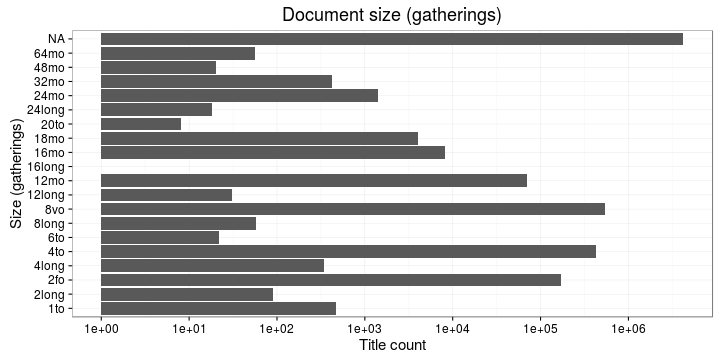 Document size (gatherings)
Size (gatherings)
NA
64mo
48mo
32mo
24mo
24long
20to
18mo
16mo
16long
12mo
12long
8vo
8long
6to
4to
4long
2fo
2long
1to
1e+00 1e+01 1e+02 1e+03 1e+04 1e+05 1e+06
Title count